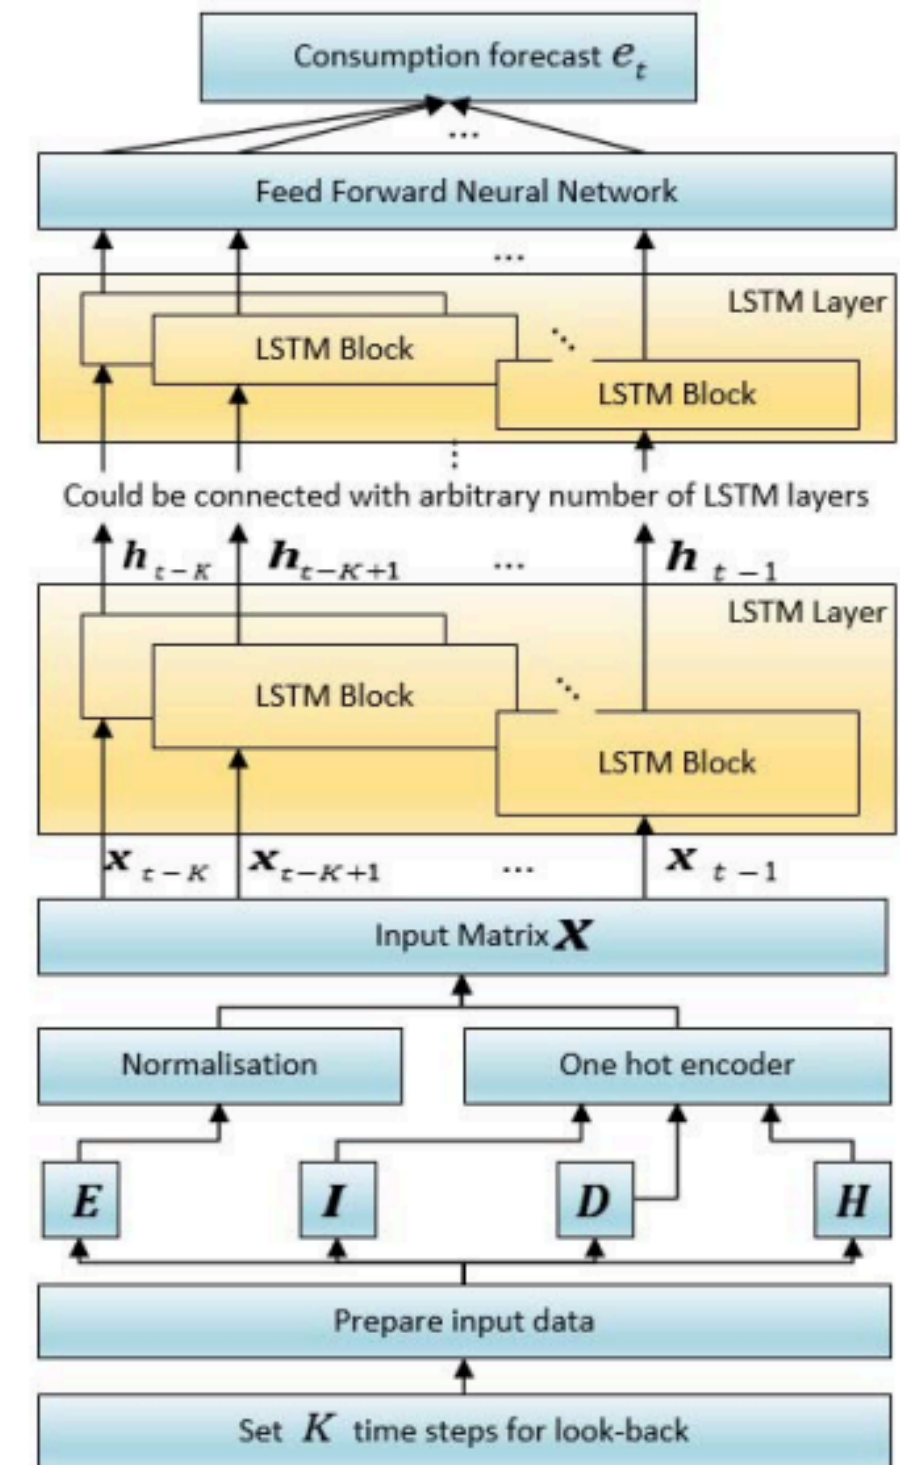 Consumption forecast e_t
...
Feed Forward Neural Network
...
LSTM Layer
LSTM Block
LSTM Block
Could be connected with arbitrary number of LSTM layers
h_{t-K} h_{t-K+1} ... h_{t-1}
LSTM Layer
LSTM Block
LSTM Block
x_{t-K} x_{t-K+1} ... x_{t-1}
Input Matrix X
Normalisation One hot encoder
E I D H
Prepare input data
Set K time steps for look-back